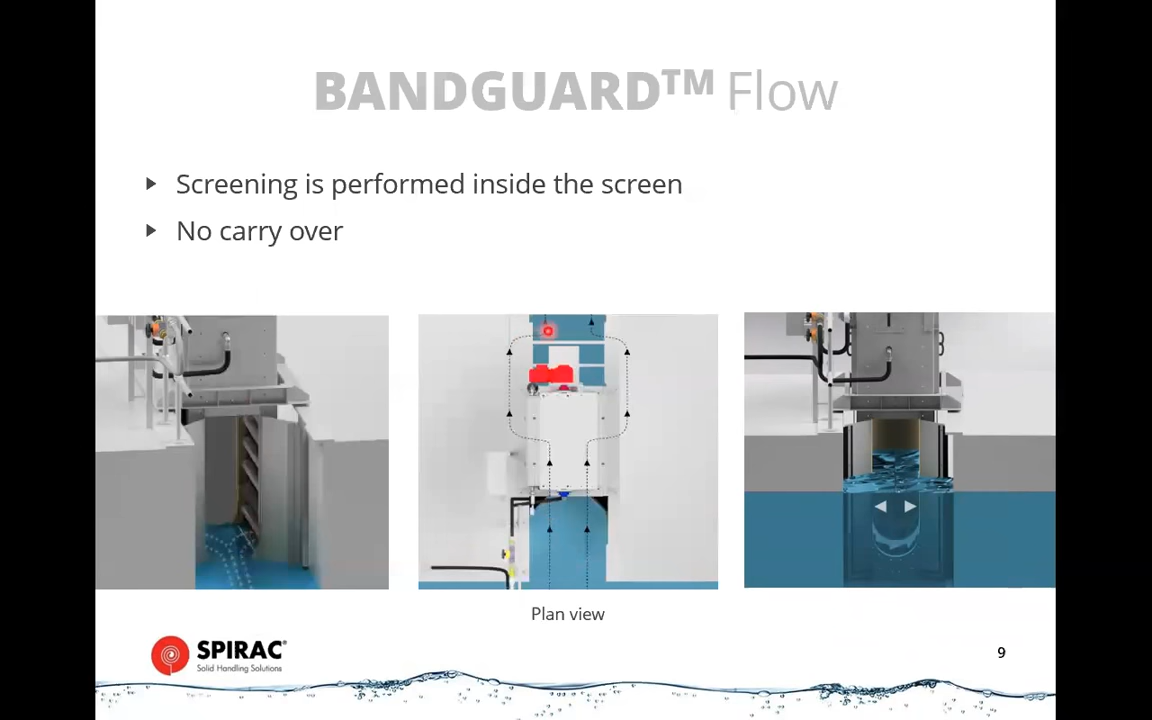 BANDGUARD™ Flow
Screening is performed inside the screen
No carry over
Plan view
SPIRAC®
Solid Handling Solutions
9